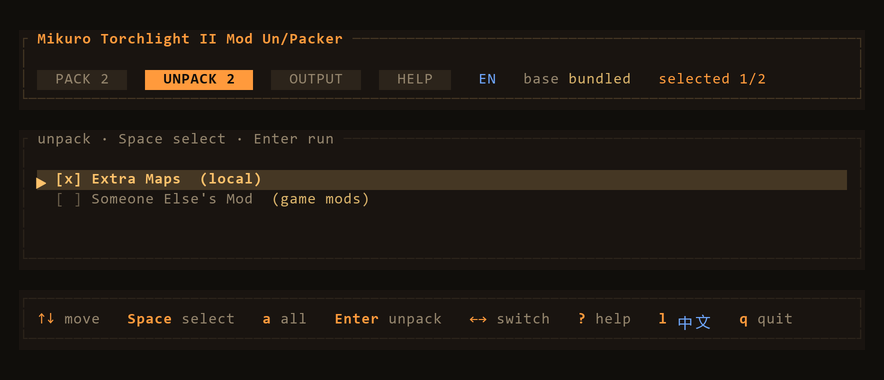 Mikuro Torchlight II Mod Un/Packer
PACK 2 UNPACK 2 OUTPUT HELP EN base bundled selected 1/2
unpack · Space select · Enter run
▶ [x] Extra Maps (local)
[ ] Someone Else's Mod (game mods)
↑↓ move Space select a all Enter unpack ←→ switch ? help l 中文 q quit